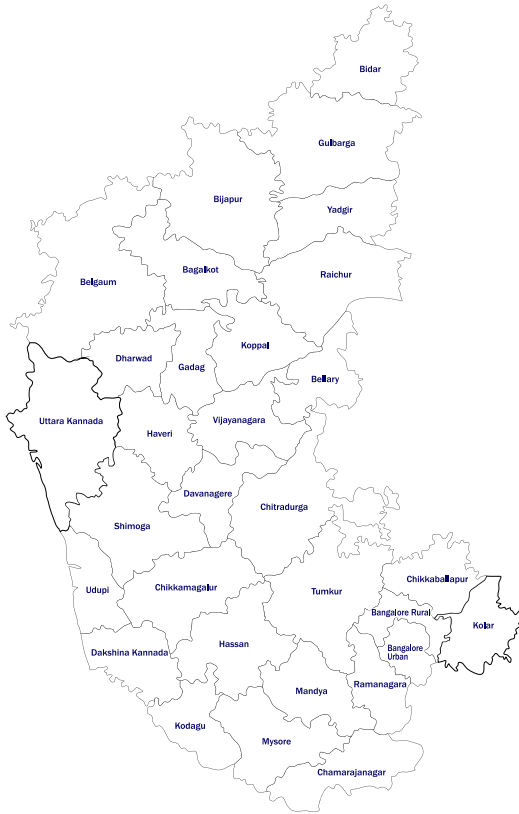 Bidar
Gulbarga
Bijapur
Yadgir
Bagalkot
Raichur
Belgaum
Koppal
Dharwad
Gadag
Bellary
Uttara Kannada
Vijayanagara
Haveri
Davanagere
Chitradurga
Shimoga
Chikkaballapur
Udupi
Chikkamagalur
Tumkur
Bangalore Rural
Kolar
Hassan
Bangalore
Urban
Dakshina Kannada
Ramanagara
Mandya
Kodagu
Mysore
Chamarajanagar